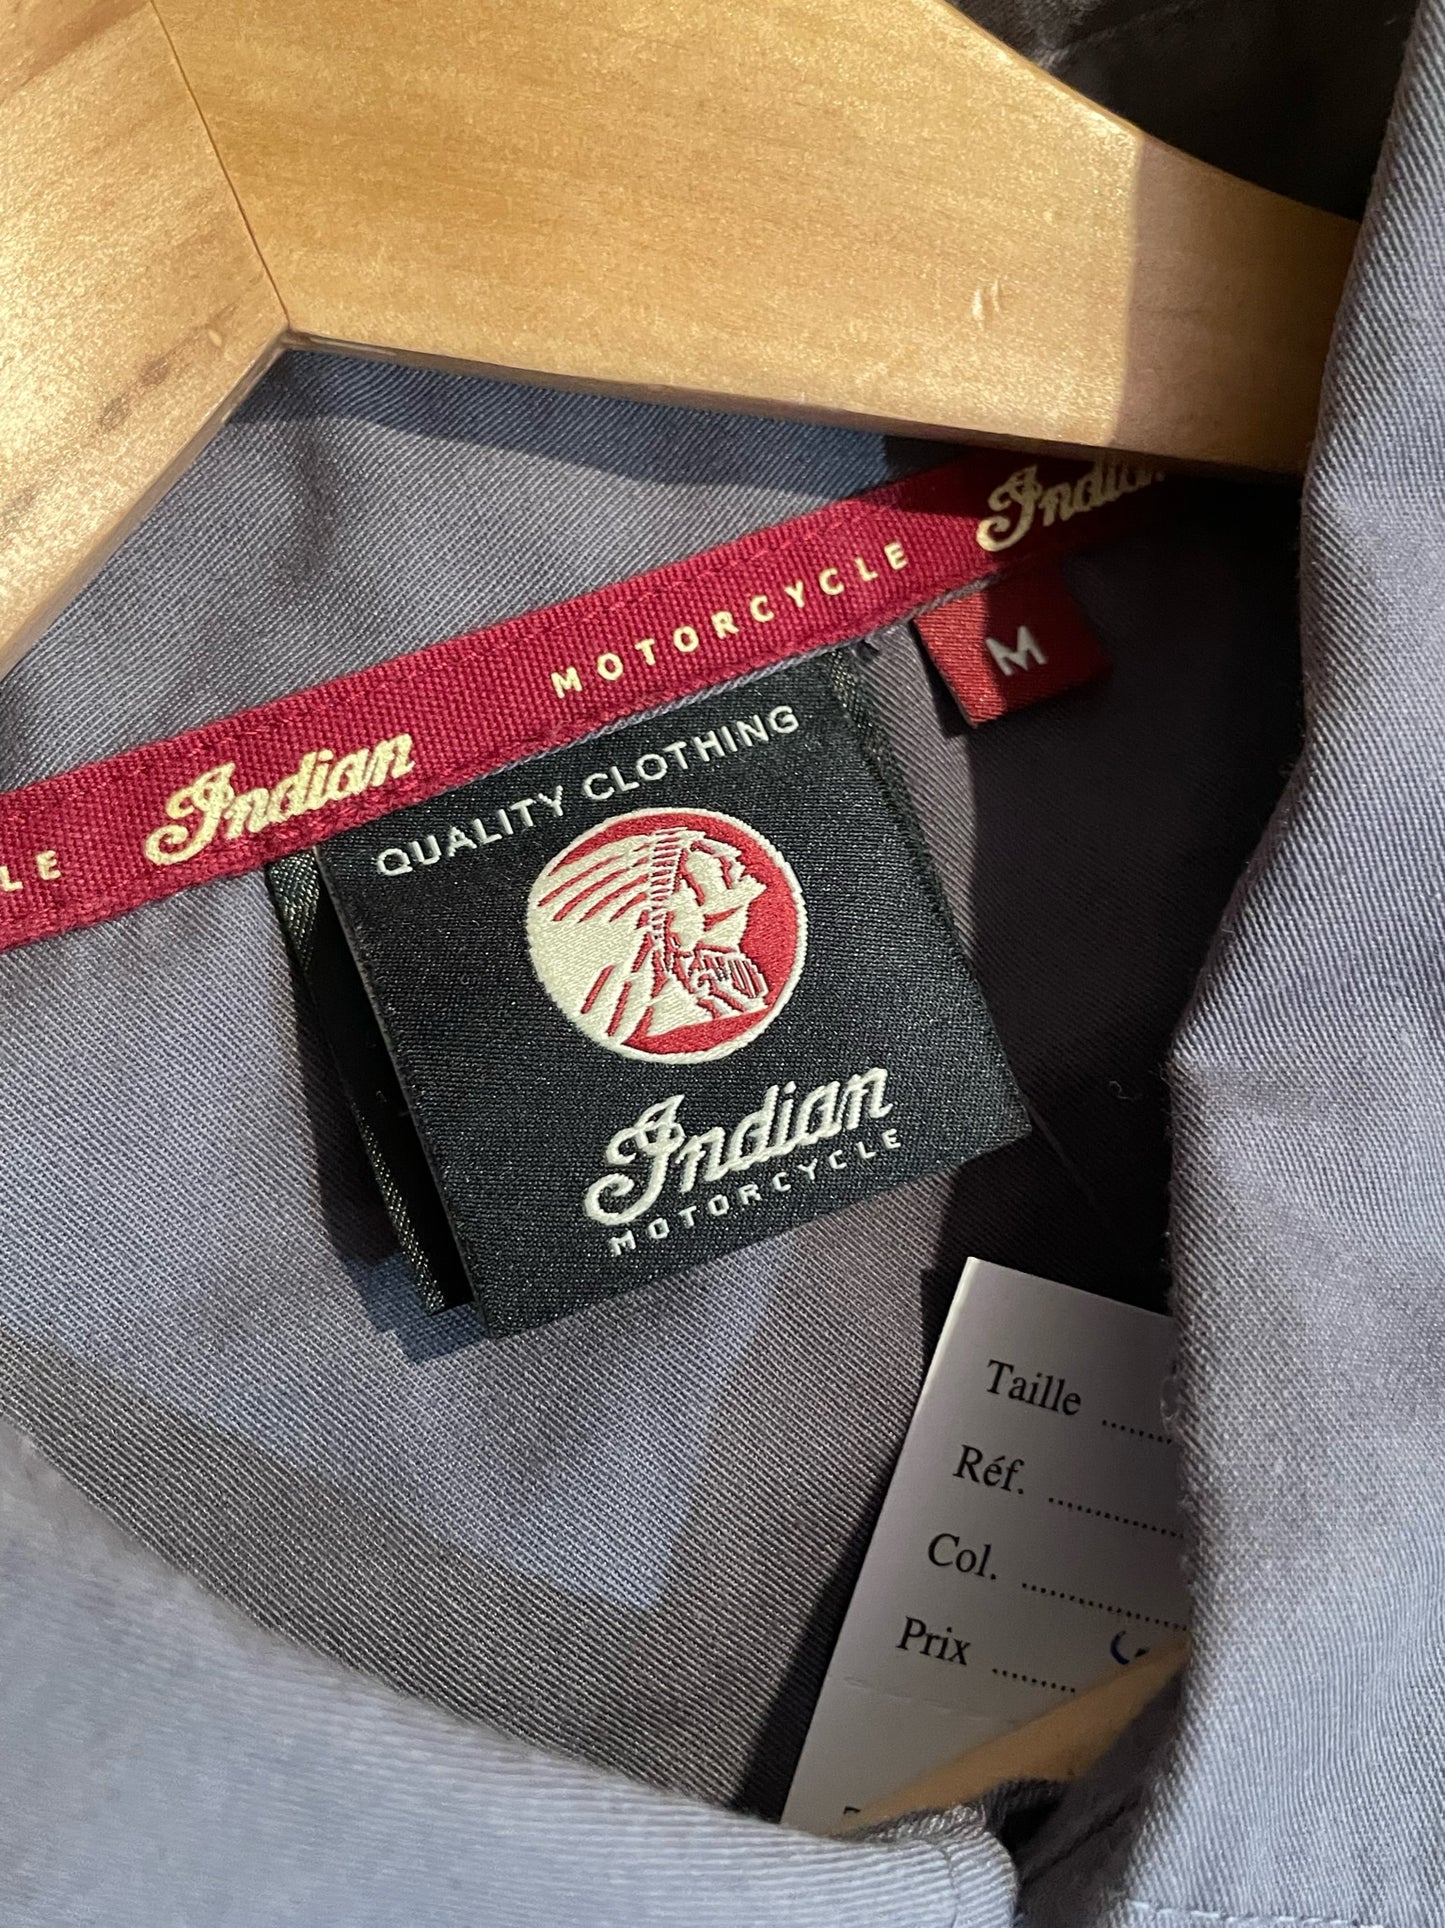 Indian
MOTORCYCLE
Indian
LE
M
QUALITY CLOTHING
Indian
MOTORCYCLE
Taille
Réf.
Col.
Prix